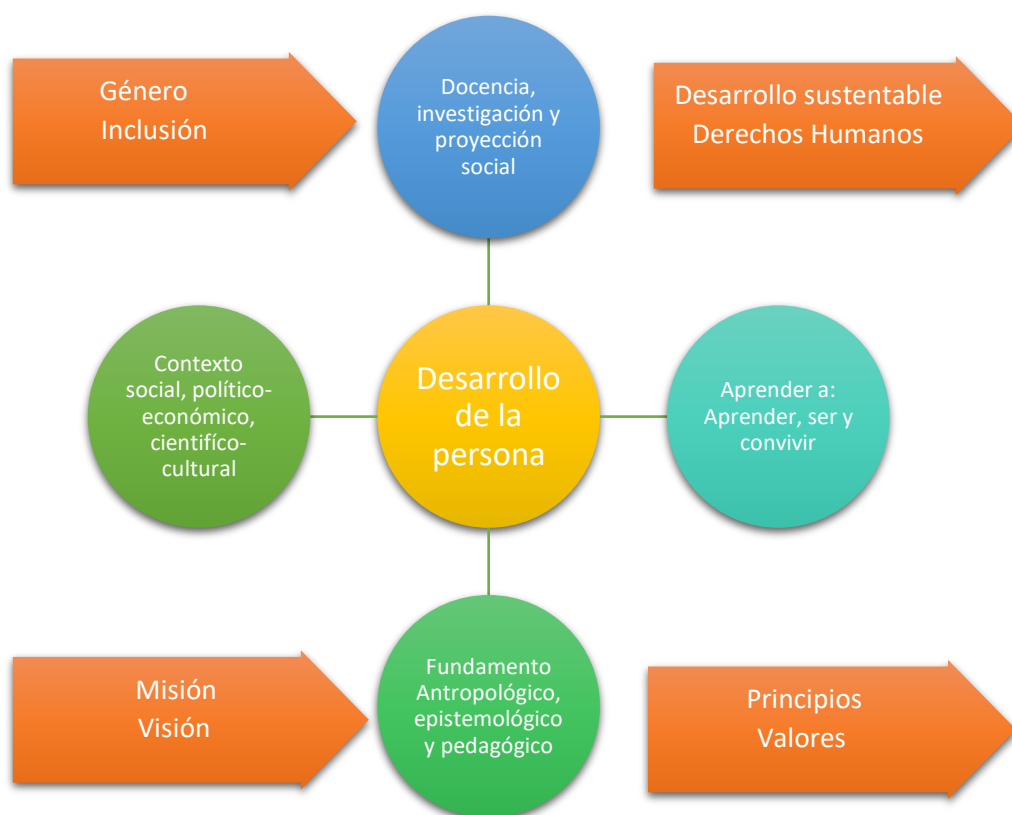 Género
Inclusión
Docencia,
investigación y
proyección
social
Desarrollo sustentable
Derechos Humanos
Contexto
social, político-
económico,
cientifíco-
cultural
Desarrollo
de la
persona
Aprender a:
Aprender, ser y
convivir
Misión
Visión
Fundamento
Antropológico,
epistemológico
y pedagógico
Principios
Valores